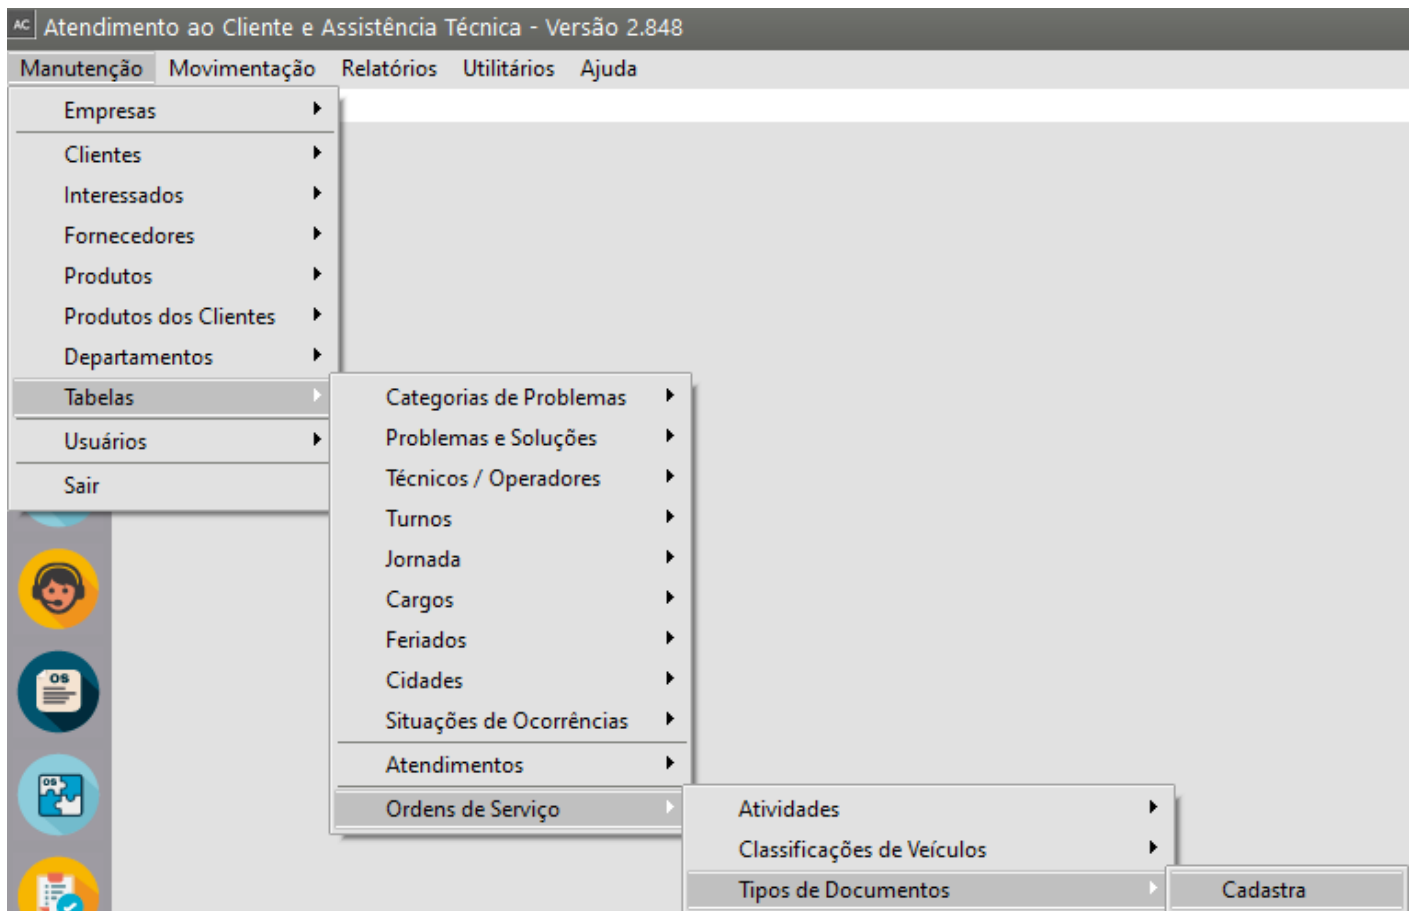 AC Atendimento ao Cliente e Assistência Técnica - Versão 2.848
Manutenção Movimentação Relatórios Utilitários Ajuda
Empresas
Clientes
Interessados
Fornecedores
Produtos
Produtos dos Clientes
Departamentos
Tabelas
Usuários
Sair
Categorias de Problemas
Problemas e Soluções
Técnicos / Operadores
Turnos
Jornada
Cargos
Feriados
Cidades
Situações de Ocorrências
Atendimentos
Ordens de Serviço
Atividades
Classificações de Veículos
Tipos de Documentos
Cadastra
OS
OS